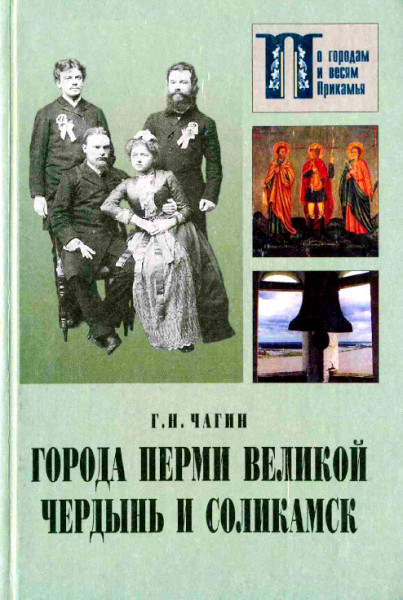 По городам
и весям
Прикамья
Г.Н. ЧАГИН
ГОРОДА ПЕРМИ ВЕЛИКОЙ
ЧЕРДЫНЬ И СОЛИКАМСК